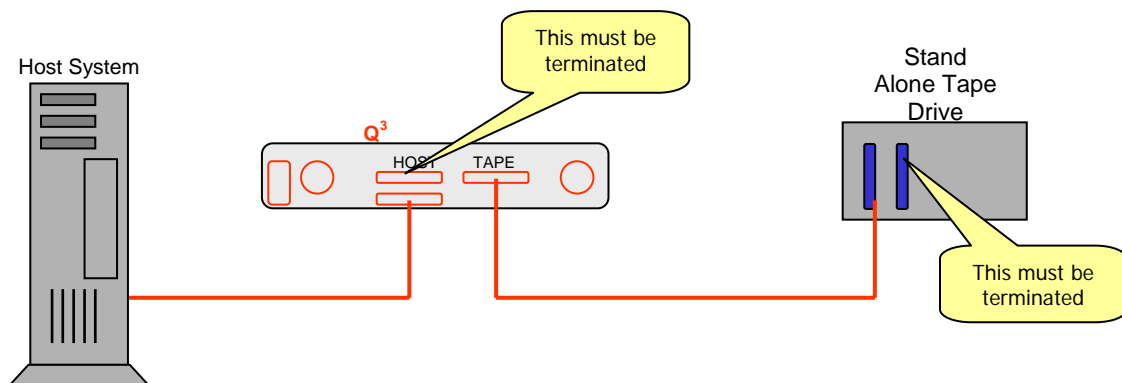 This must be
terminated
Host System
Stand
Alone Tape
Drive
Q³
HOST
TAPE
This must be
terminated